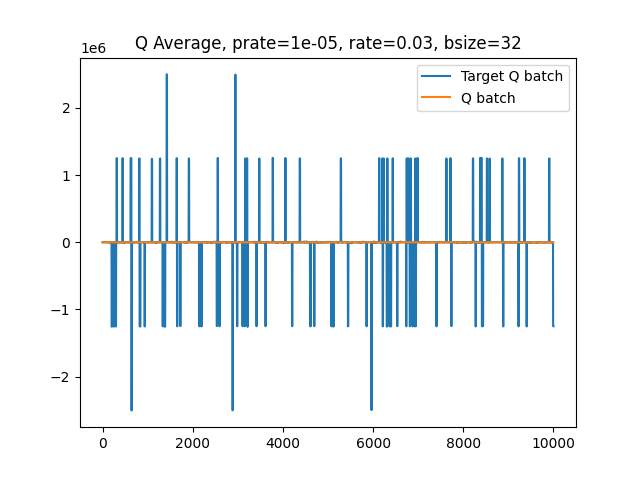 Q Average, prate=1e-05, rate=0.03, bsize=32
1e6
Target Q batch
Q batch
2
1
0
−1
−2
0 2000 4000 6000 8000 10000